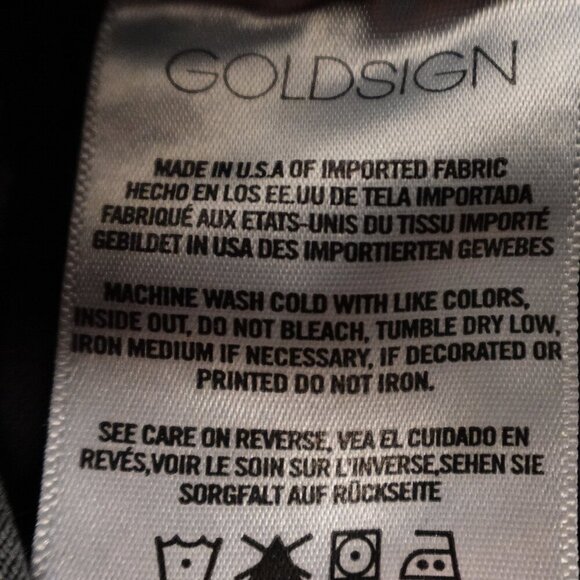 GOLDSIGN
MADE IN U.S.A OF IMPORTED FABRIC
HECHO EN LOS EE.UU DE TELA IMPORTADA
FABRIQUÉ AUX ETATS-UNIS DU TISSU IMPORTÉ
GEBILDET IN USA DES IMPORTIERTEN GEWEBES
MACHINE WASH COLD WITH LIKE COLORS,
INSIDE OUT, DO NOT BLEACH, TUMBLE DRY LOW,
IRON MEDIUM IF NECESSARY, IF DECORATED OR
PRINTED DO NOT IRON.
SEE CARE ON REVERSE, VEA EL CUIDADO EN
REVÉS,VOIR LE SOIN SUR L'INVERSE,SEHEN SIE
SORGFALT AUF RÜCKSEITE